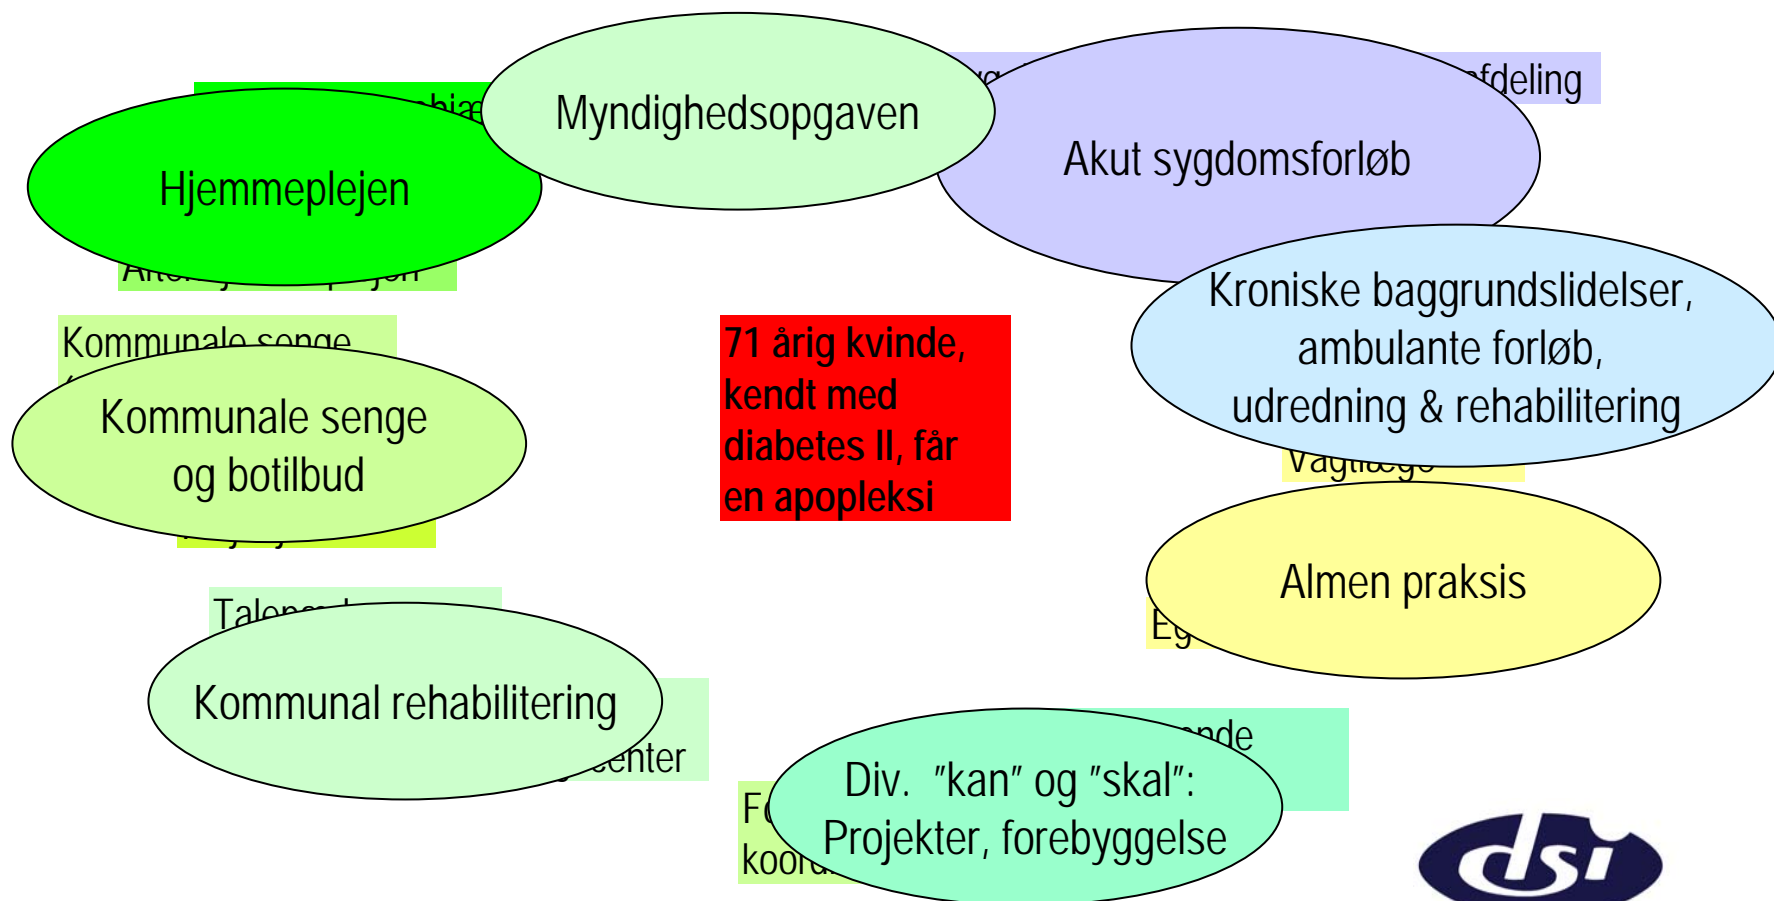 Myndighedsopgaven
afdeling
Akut sygdomsforløb
Hjemmeplejen
Kroniske baggrundslidelser,
ambulante forløb,
udredning & rehabilitering
Kommunale senge
Kommunale senge
og botilbud
71 årig kvinde,
kendt med
diabetes II, får
en apopleksi
Vagtlæge
Almen praksis
Kommunal rehabilitering
center
Div. "kan" og "skal":
Projekter, forebyggelse
dsi